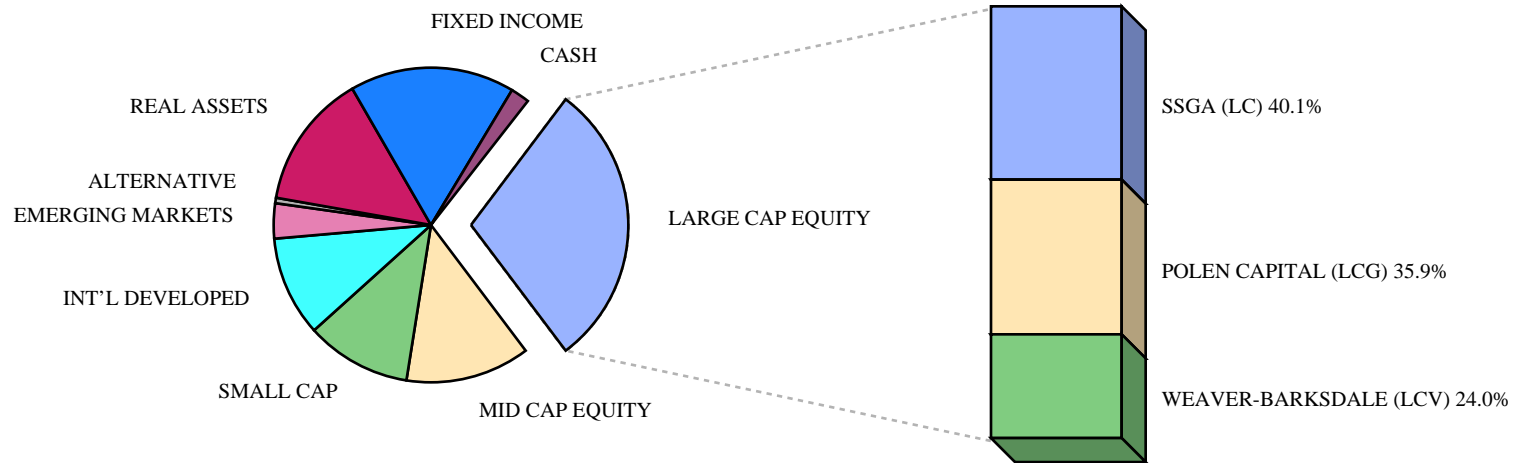 FIXED INCOME
CASH
REAL ASSETS
ALTERNATIVE
EMERGING MARKETS
LARGE CAP EQUITY
INT'L DEVELOPED
SMALL CAP
MID CAP EQUITY
SSGA (LC) 40.1%
POLEN CAPITAL (LCG) 35.9%
WEAVER-BARKSDALE (LCV) 24.0%